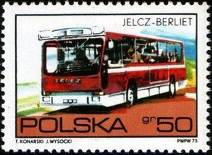 JELCZ-BERLIET
JELCZ
POLSKA gr 50
T. KONARSKI J. WYSOCKI PWPW 73